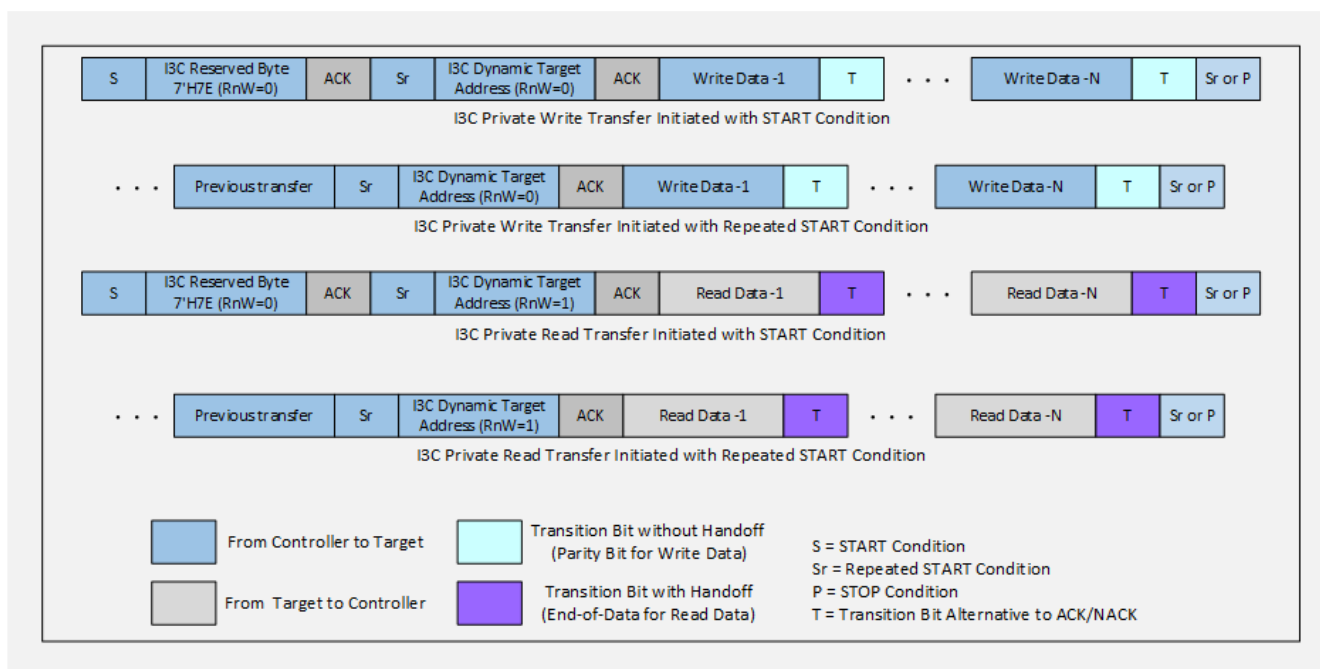 S I3C Reserved Byte 7'H7E (RnW=0) ACK Sr I3C Dynamic Target Address (RnW=0) ACK Write Data -1 T . . . Write Data -N T Sr or P
I3C Private Write Transfer Initiated with START Condition
. . . Previous transfer Sr I3C Dynamic Target Address (RnW=0) ACK Write Data -1 T . . . Write Data -N T Sr or P
I3C Private Write Transfer Initiated with Repeated START Condition
S I3C Reserved Byte 7'H7E (RnW=0) ACK Sr I3C Dynamic Target Address (RnW=1) ACK Read Data -1 T . . . Read Data -N T Sr or P
I3C Private Read Transfer Initiated with START Condition
. . . Previous transfer Sr I3C Dynamic Target Address (RnW=1) ACK Read Data -1 T . . . Read Data -N T Sr or P
I3C Private Read Transfer Initiated with Repeated START Condition
From Controller to Target
From Target to Controller
Transition Bit without Handoff
(Parity Bit for Write Data)
Transition Bit with Handoff
(End-of-Data for Read Data)
S = START Condition
Sr = Repeated START Condition
P = STOP Condition
T = Transition Bit Alternative to ACK/NACK